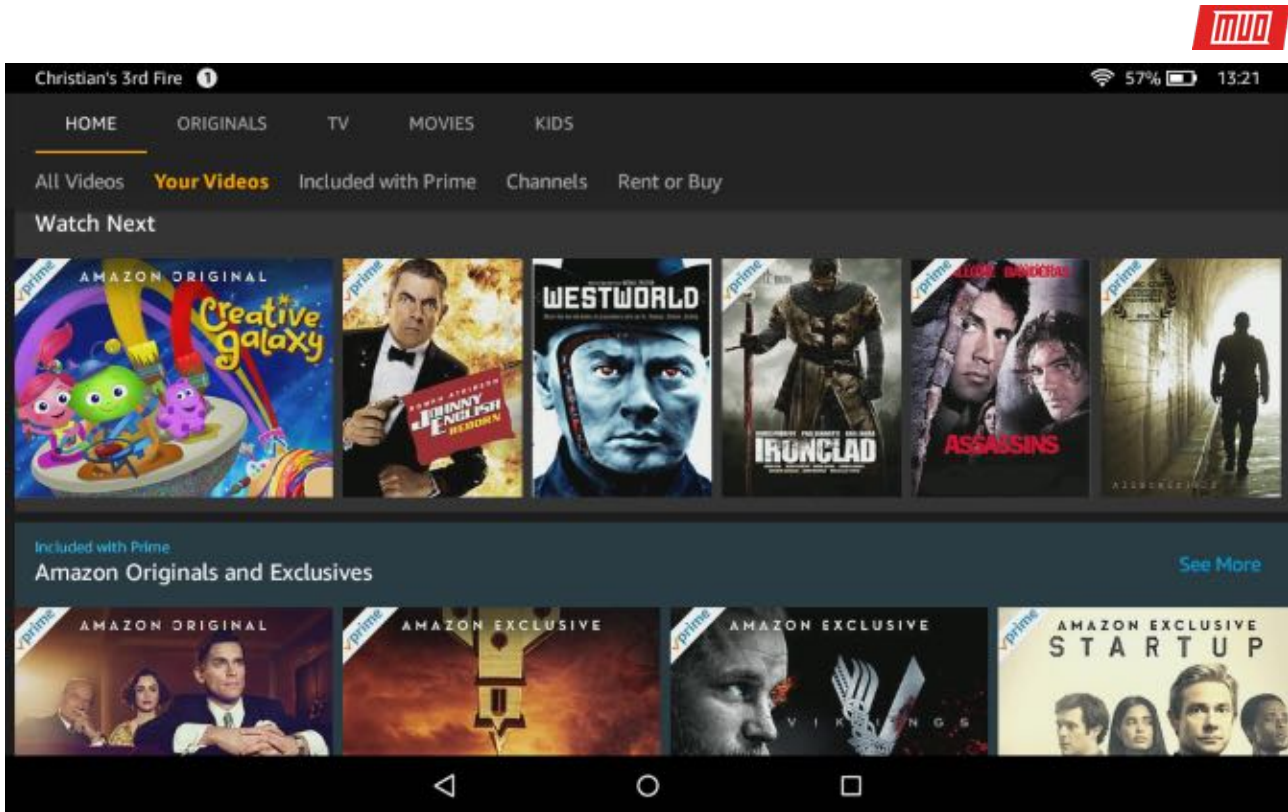 MUO
Christian's 3rd Fire 1
57% 13:21
HOME ORIGINALS TV MOVIES KIDS
All Videos Your Videos Included with Prime Channels Rent or Buy
Watch Next
prime AMAZON ORIGINAL
Creative
galaxy
prime
ROWAN ATKINSON
JOHNNY
ENGLISH
REBORN
WESTWORLD
prime
IRONCLAD
prime
BANDERAS
ASSASSINS
prime
Included with Prime
Amazon Originals and Exclusives
See More
prime AMAZON ORIGINAL
prime AMAZON EXCLUSIVE
prime AMAZON EXCLUSIVE
VIKINGS
prime AMAZON EXCLUSIVE
STARTUP